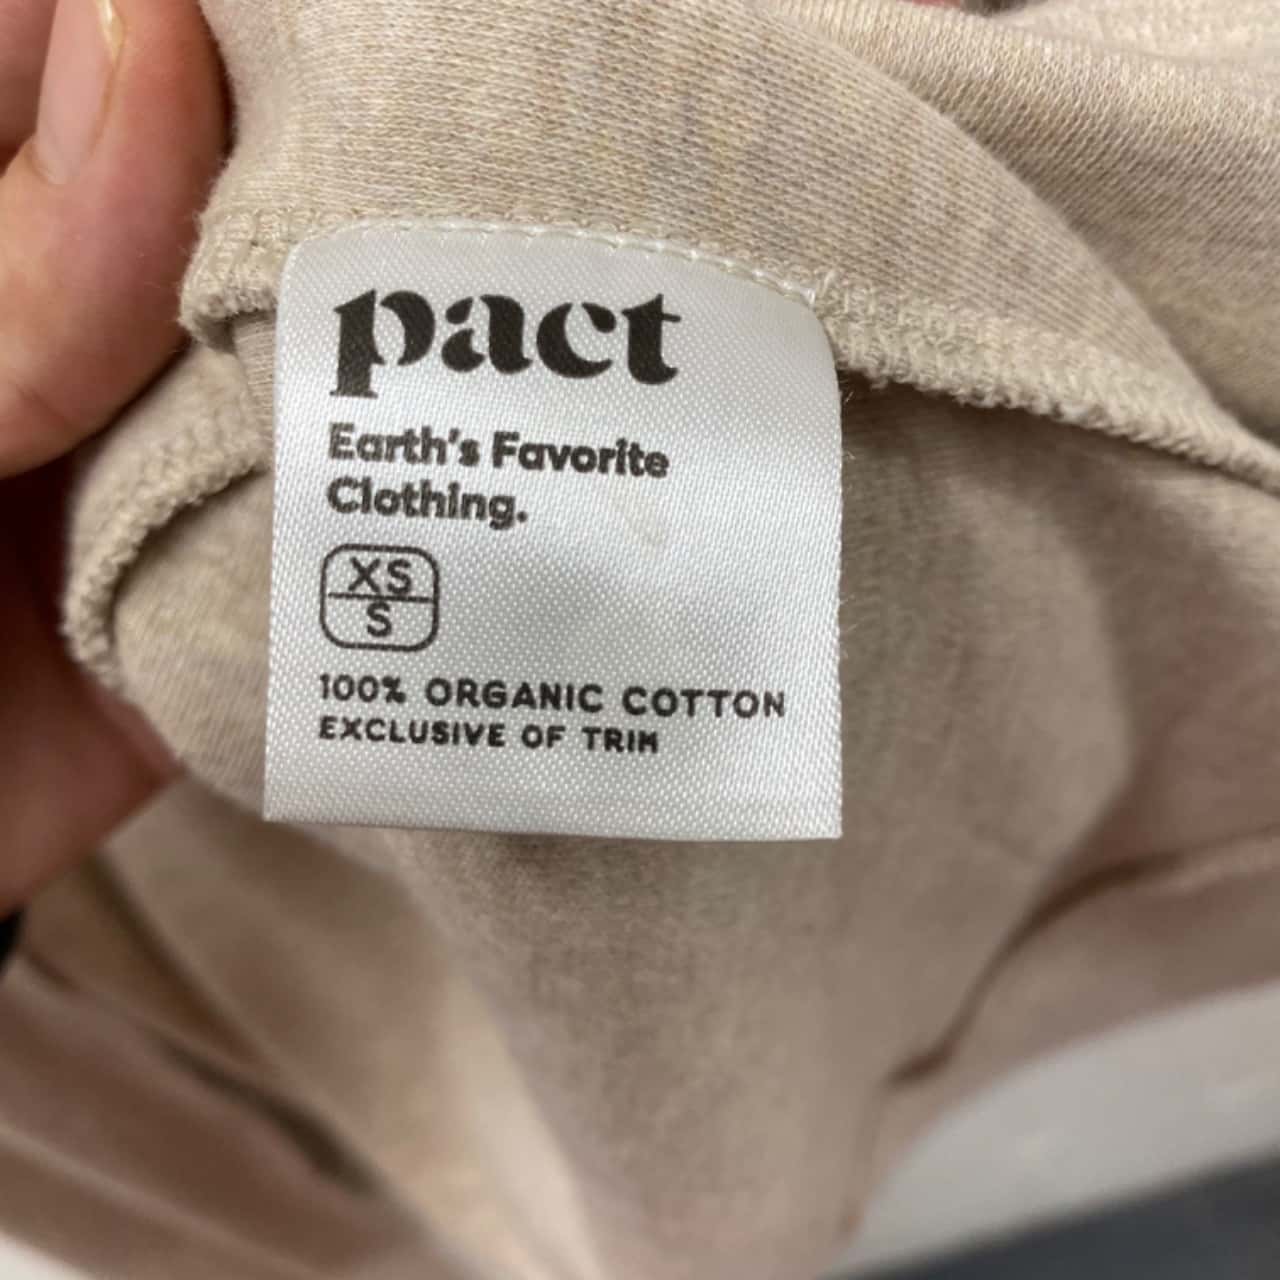 pact
Earth's Favorite
Clothing.
XS
S
100% ORGANIC COTTON
EXCLUSIVE OF TRIM